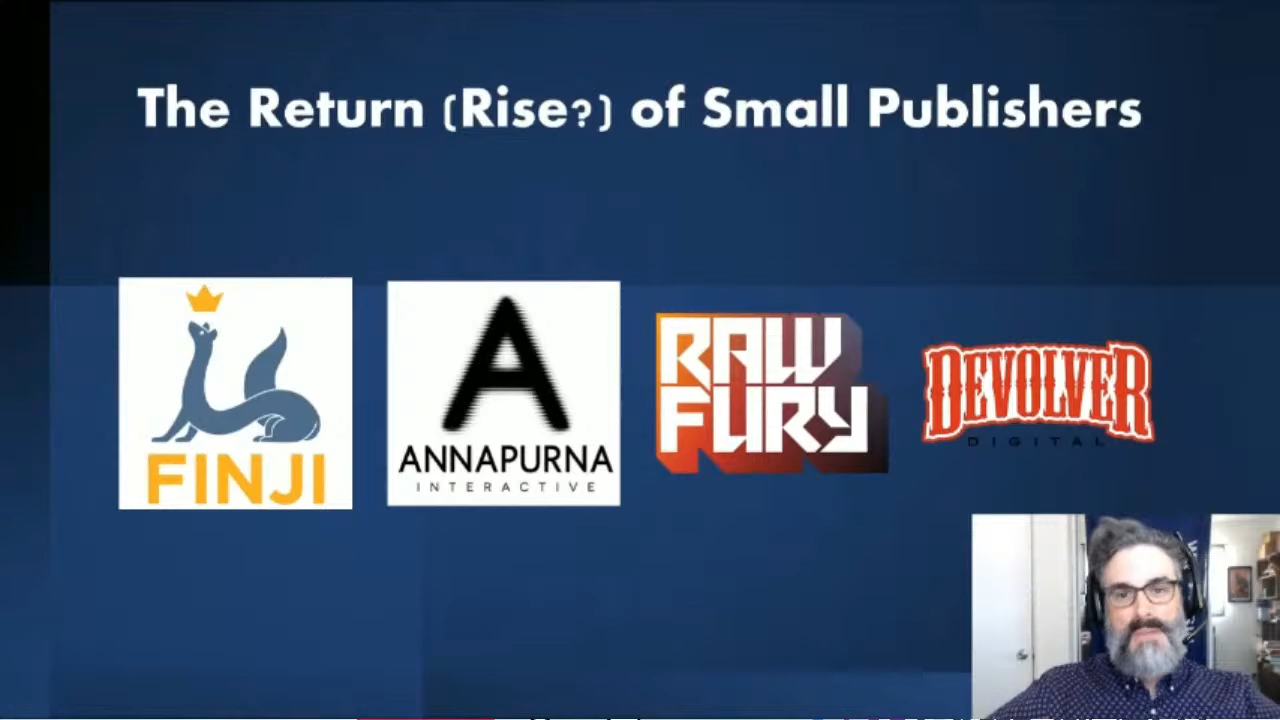 The Return (Rise?) of Small Publishers
FINJI
A
ANNAPURNA
INTERACTIVE
RAW
FURY
DEVOLVER
DIGITAL